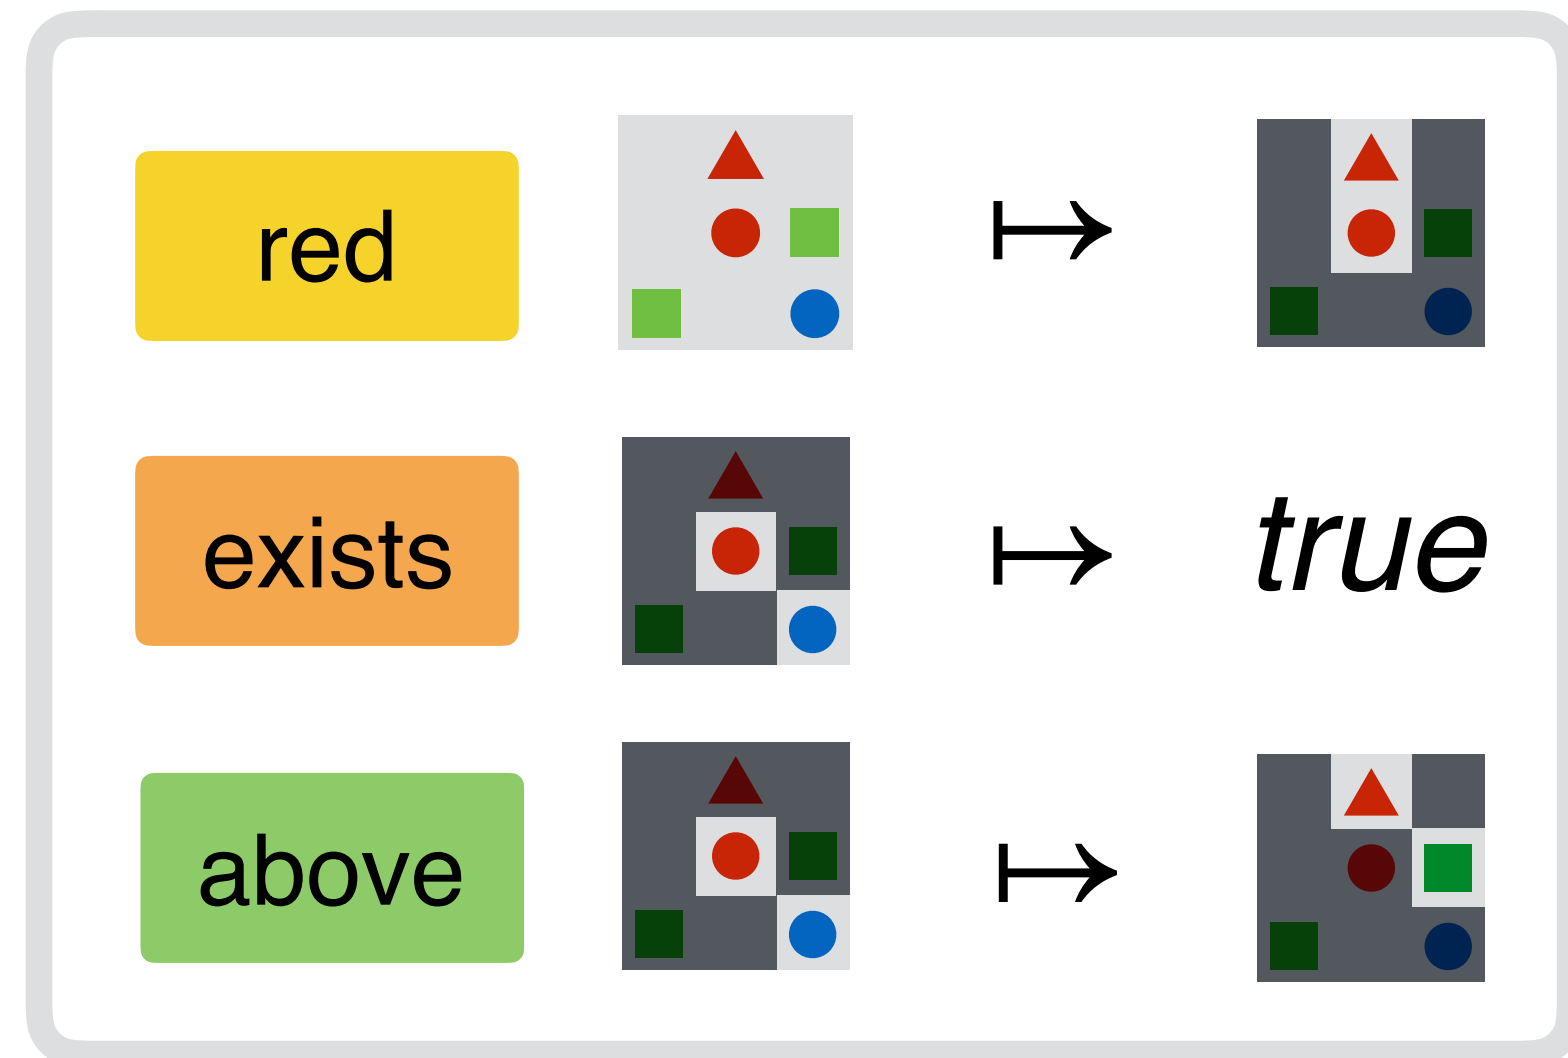 red
↦
exists
↦
true
above
↦